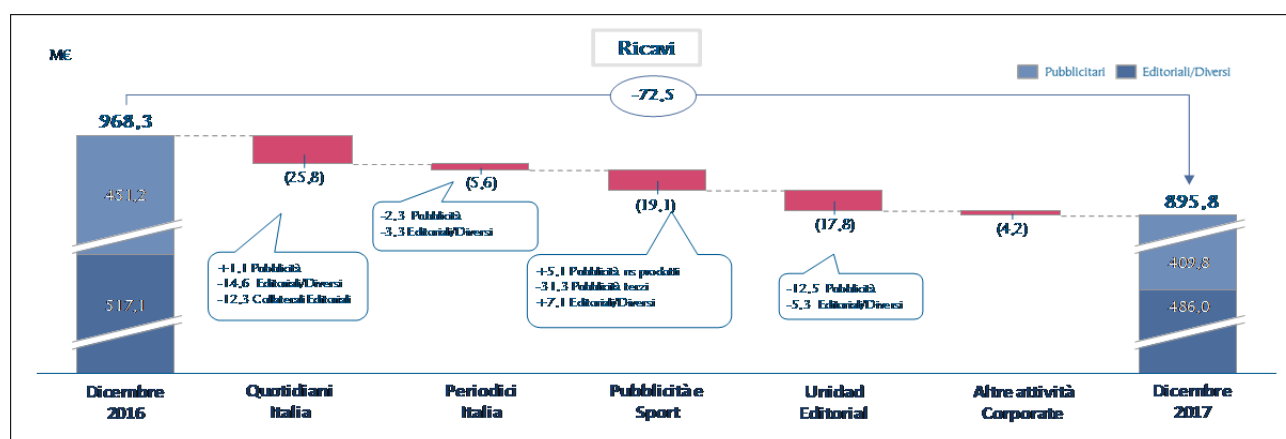 Ricavi
M€
Pubblicitari
Editoriali/Diversi
-72,5
968,3
(25,8)
(5,6)
(19,1)
(17,8)
(4,2)
895,8
451,2
517,1
409,8
486,0
+1,1 Pubblicità
-14,6 Editoriali/Diversi
-12,3 Collaterali Editoriali
-2,3 Pubblicità
-3,3 Editoriali/Diversi
+5,1 Pubblicità ns prodotti
-31,3 Pubblicità terzi
+7,1 Editoriali/Diversi
-12,5 Pubblicità
-5,3 Editoriali/Diversi
Dicembre
2016
Quotidiani
Italia
Periodici
Italia
Pubblicità e
Sport
Unidad
Editorial
Altre attività
Corporate
Dicembre
2017